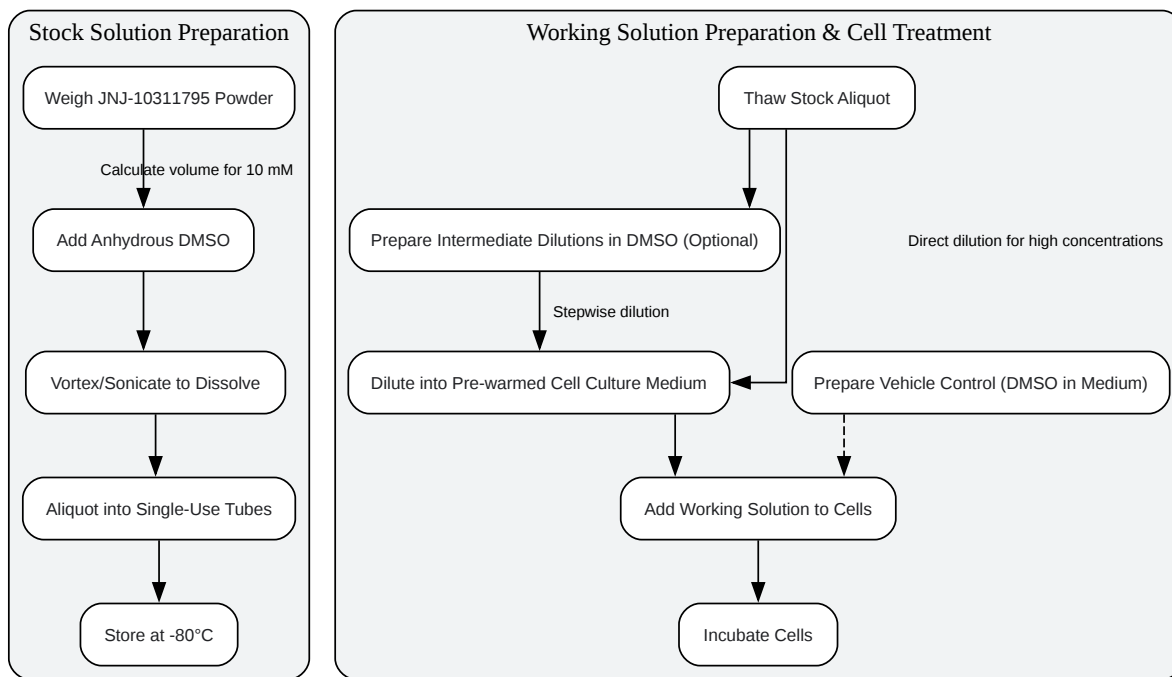 Stock Solution Preparation
Weigh JNJ-10311795 Powder
Calculate volume for 10 mM
Add Anhydrous DMSO
Vortex/Sonicate to Dissolve
Aliquot into Single-Use Tubes
Store at -80°C
Working Solution Preparation & Cell Treatment
Thaw Stock Aliquot
Prepare Intermediate Dilutions in DMSO (Optional)
Direct dilution for high concentrations
Stepwise dilution
Dilute into Pre-warmed Cell Culture Medium
Prepare Vehicle Control (DMSO in Medium)
Add Working Solution to Cells
Incubate Cells